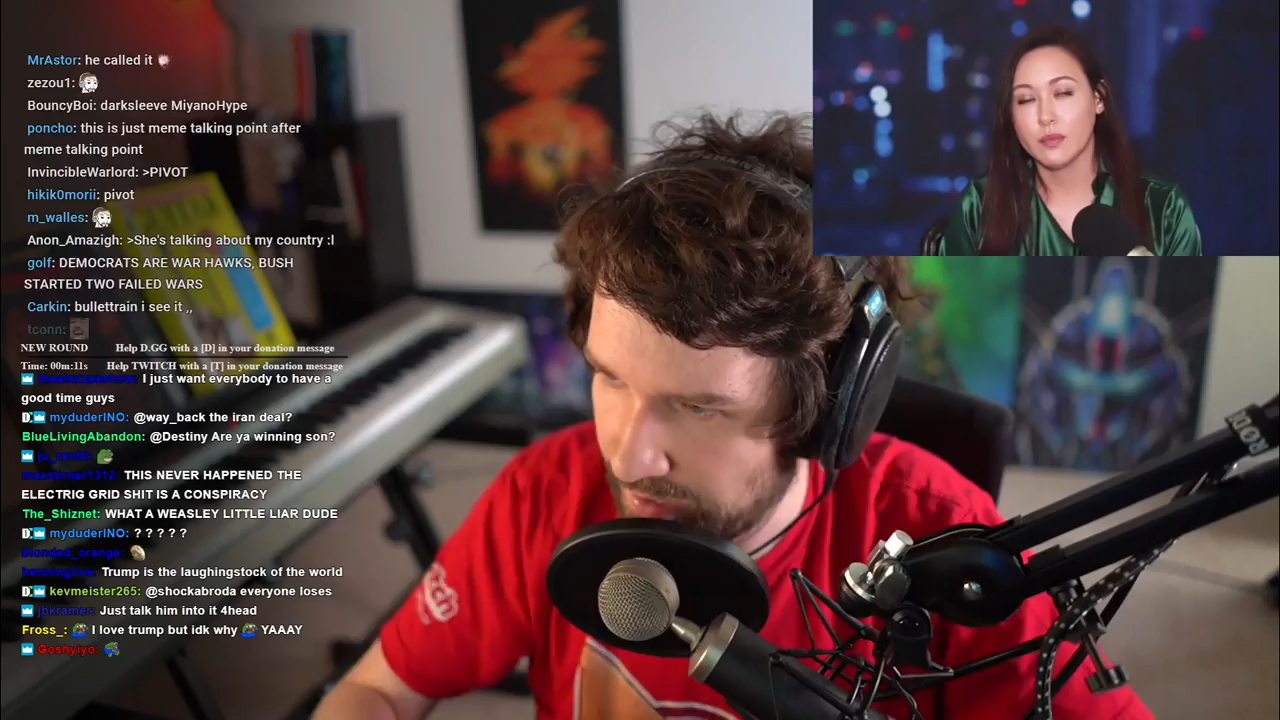 MrAstor: he called it
zezou1:
BouncyBoi: darksleeve MiyanoHype
poncho: this is just meme talking point after
meme talking point
InvincibleWarlord: >PIVOT
hikik0morii: pivot
m_walles:
Anon_Amazigh: >She's talking about my country :l
golf: DEMOCRATS ARE WAR HAWKS, BUSH
STARTED TWO FAILED WARS
Carkin: bullettrain i see it ,,
tconn:
NEW ROUND Help D.GG with a [D] in your donation message
Time: 00m:11s Help TWITCH with a [T] in your donation message
I just want everybody to have a
good time guys
myduderINO: @way_back the iran deal?
BlueLivingAbandon: @Destiny Are ya winning son?
THIS NEVER HAPPENED THE
ELECTRIG GRID SHIT IS A CONSPIRACY
The_Shiznet: WHAT A WEASLEY LITTLE LIAR DUDE
myduderINO: ? ? ? ? ?
blonded_orange:
Trump is the laughingstock of the world
kevmeister265: @shockabroda everyone loses
jbkramer: Just talk him into it 4head
Fross_: I love trump but idk why YAAAY
Goshyiyo:
RODE